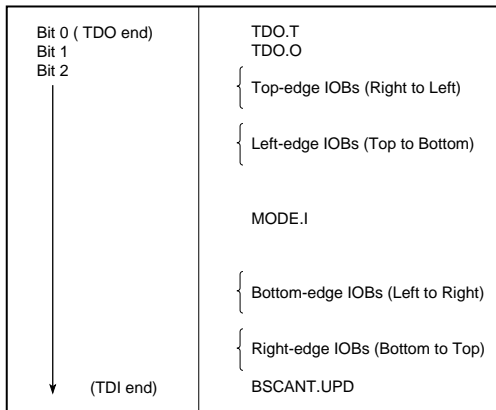 Bit 0 ( TDO end) TDO.T
Bit 1 TDO.O
Bit 2
Top-edge IOBs (Right to Left)
Left-edge IOBs (Top to Bottom)
MODE.I
Bottom-edge IOBs (Left to Right)
Right-edge IOBs (Bottom to Top)
(TDI end) BSCANT.UPD